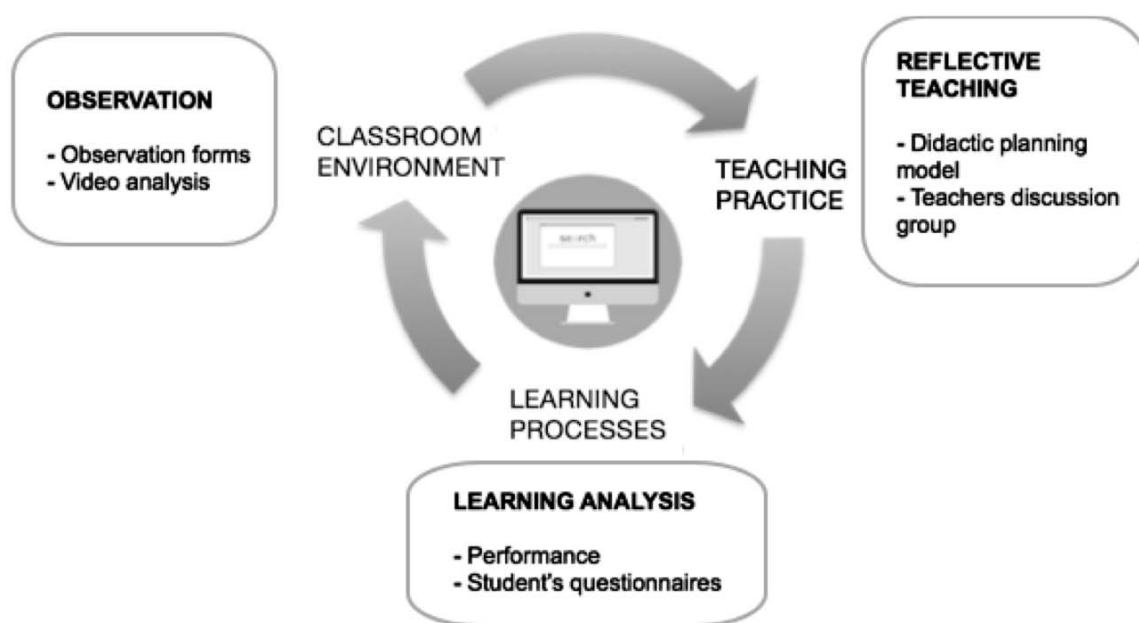 OBSERVATION
- Observation forms
- Video analysis
CLASSROOM
ENVIRONMENT
TEACHING
PRACTICE
REFLECTIVE
TEACHING
- Didactic planning
model
- Teachers discussion
group
search
LEARNING
PROCESSES
LEARNING ANALYSIS
- Performance
- Student's questionnaires